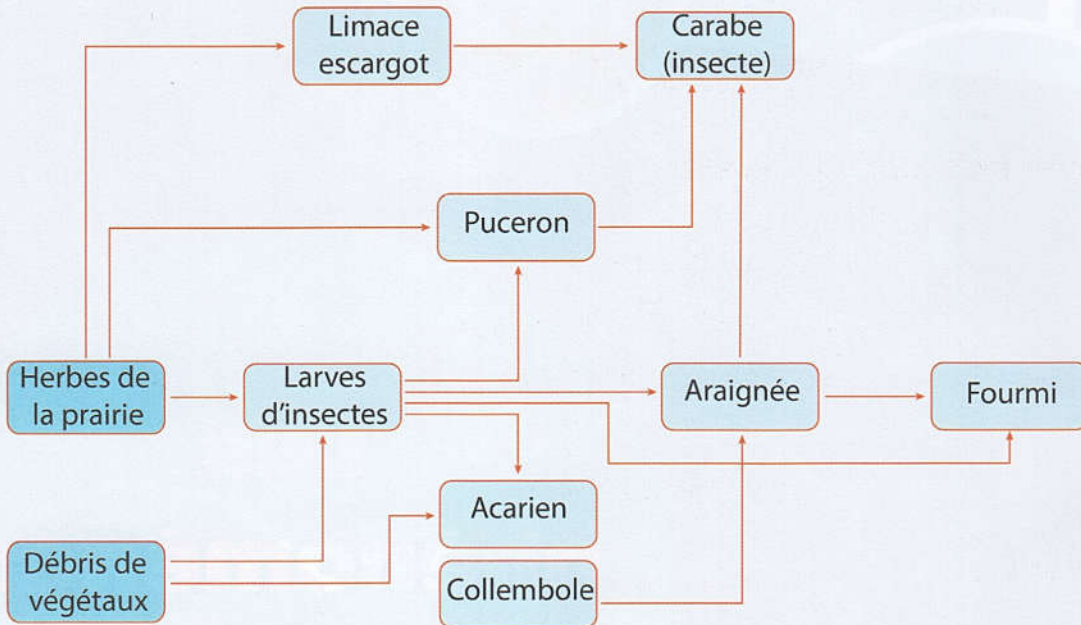 Limace
escargot
Carabe
(insecte)
Puceron
Herbes de
la prairie
Larves
d'insectes
Araignée
Fourmi
Acarien
Débris de
végétaux
Collembole